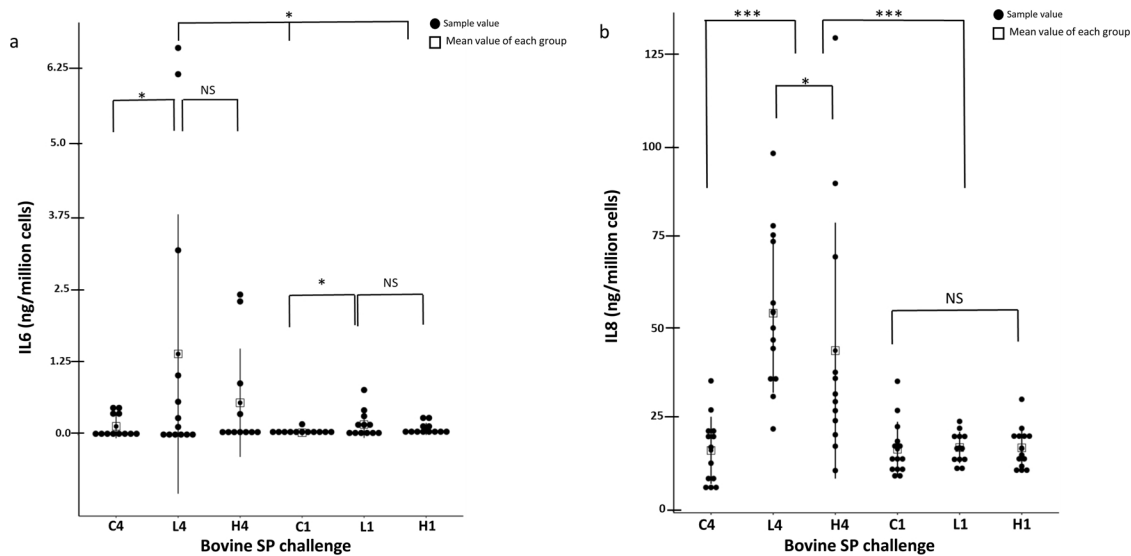 a
*
Sample value
Mean value of each group
6.25
5.0
3.75
2.5
1.25
0.0
*
NS
*
NS
IL6 (ng/million cells)
C4 L4 H4 C1 L1 H1
Bovine SP challenge
b
***
***
Sample value
Mean value of each group
125
100
75
50
25
0
*
NS
IL8 (ng/million cells)
C4 L4 H4 C1 L1 H1
Bovine SP challenge